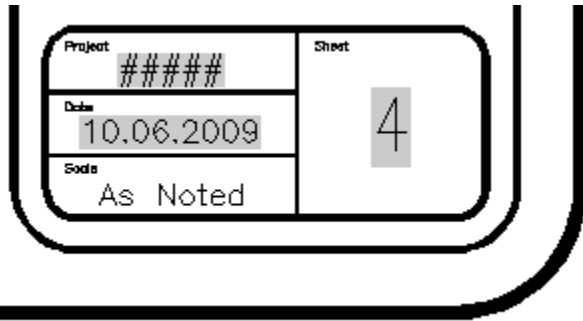 Project
#####
Date
10.06.2009
Scale
As Noted
Sheet
4